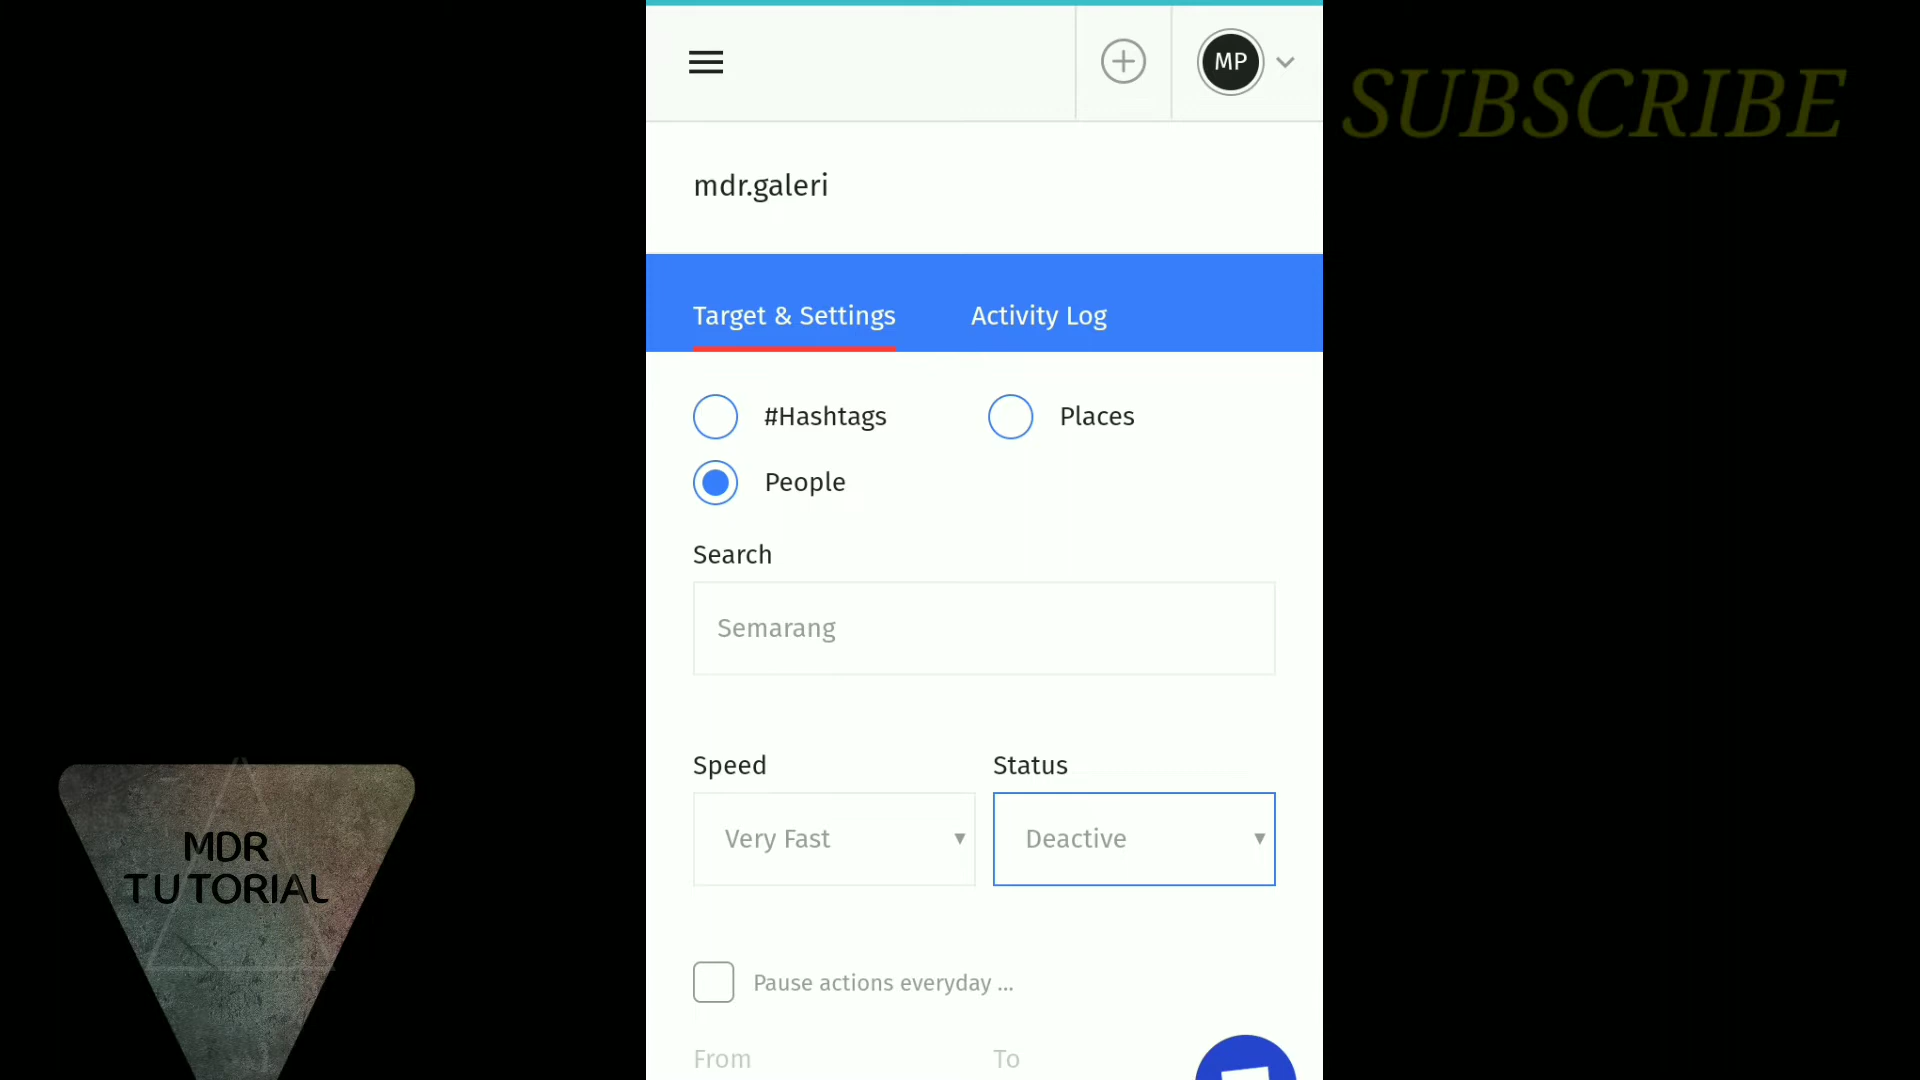 MP
SUBSCRIBE
mdr.galeri
Target & Settings
Activity Log
#Hashtags
Places
People
Search
Semarang
Speed
Status
Very Fast
Deactive
Pause actions everyday ...
From
To
MDR
TUTORIAL